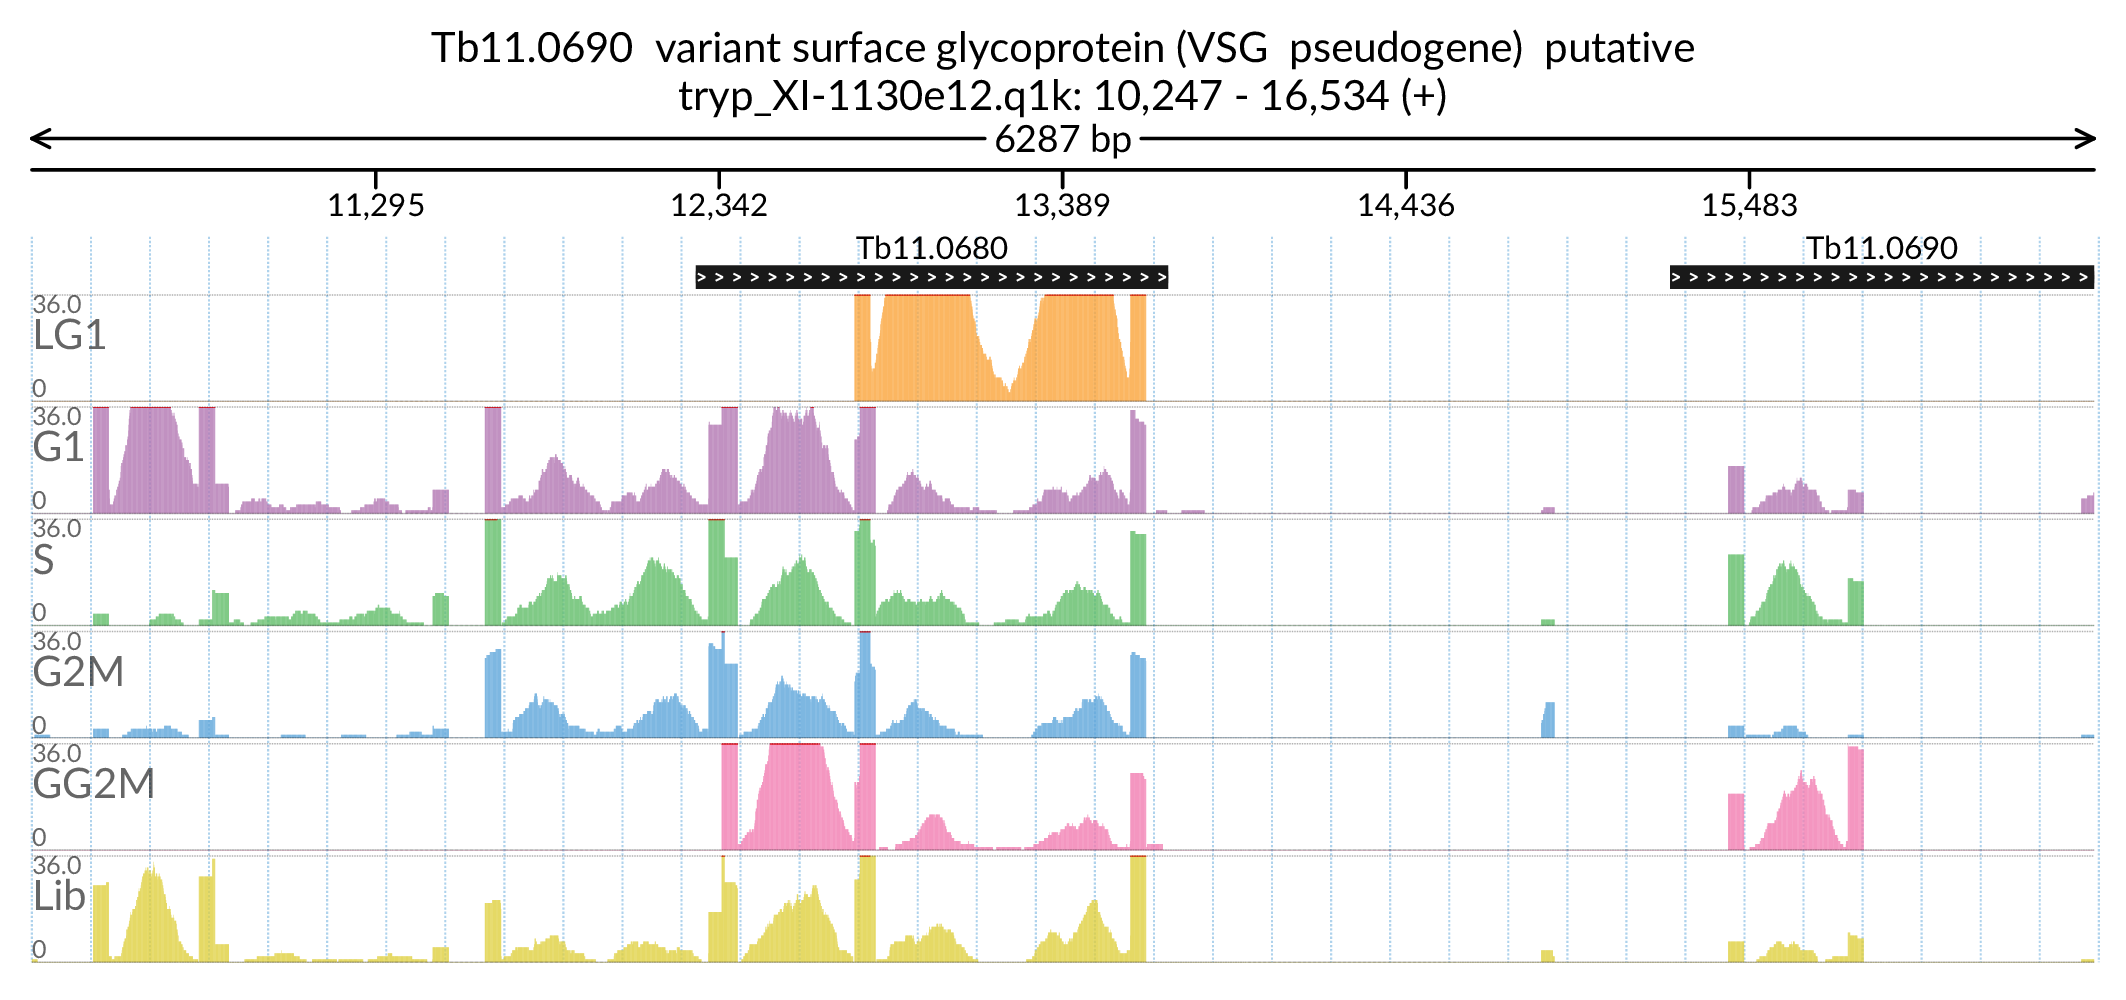 Tb11.0690 variant surface glycoprotein (VSG pseudogene) putative
tryp_XI-1130e12.q1k: 10,247 - 16,534 (+)
6287 bp
11,295 12,342 13,389 14,436 15,483
Tb11.0680 Tb11.0690
36.0
LG1
0
36.0
G1
0
36.0
S
0
36.0
G2M
0
36.0
GG2M
0
36.0
Lib
0